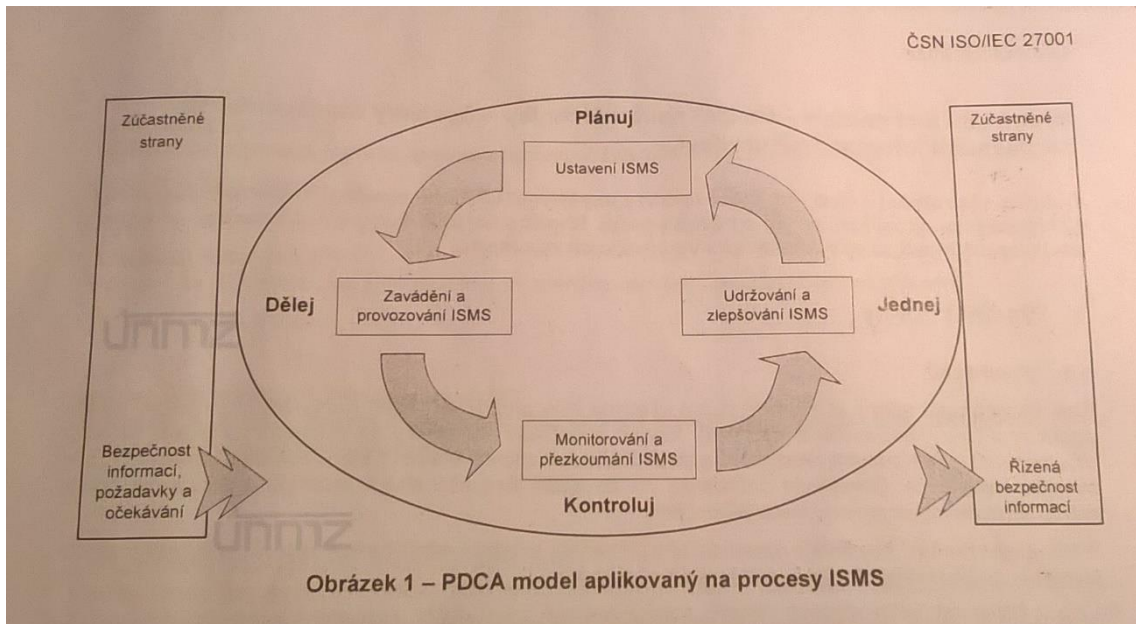 ČSN ISO/IEC 27001
Zúčastněné
strany
Bezpečnost
informací,
požadavky a
očekávání
Plánuj
Ustavení ISMS
Dělej
Zavádění a
provozování ISMS
Udržování a
zlepšování ISMS
Jednej
Monitorování a
přezkoumání ISMS
Kontroluj
Zúčastněné
strany
Řízená
bezpečnost
informací
únmz
únmz
Obrázek 1 – PDCA model aplikovaný na procesy ISMS